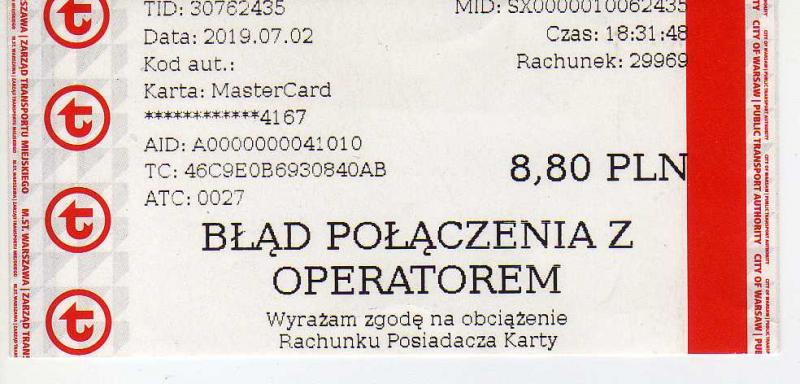 TID: 30762435 MID: SX0000010062435
Data: 2019.07.02 Czas: 18:31:48
Kod aut.: Rachunek: 29969
Karta: MasterCard
************4167
AID: A0000000041010
TC: 46C9E0B6930840AB 8,80 PLN
ATC: 0027
BŁĄD POŁĄCZENIA Z
OPERATOREM
Wyrażam zgodę na obciążenie
Rachunku Posiadacza Karty
M.ST. WARSZAWA | ZARZĄD TRANSPORTU MIEJSKIEGO
CITY OF WARSAW | PUBLIC TRANSPORT AUTHORITY